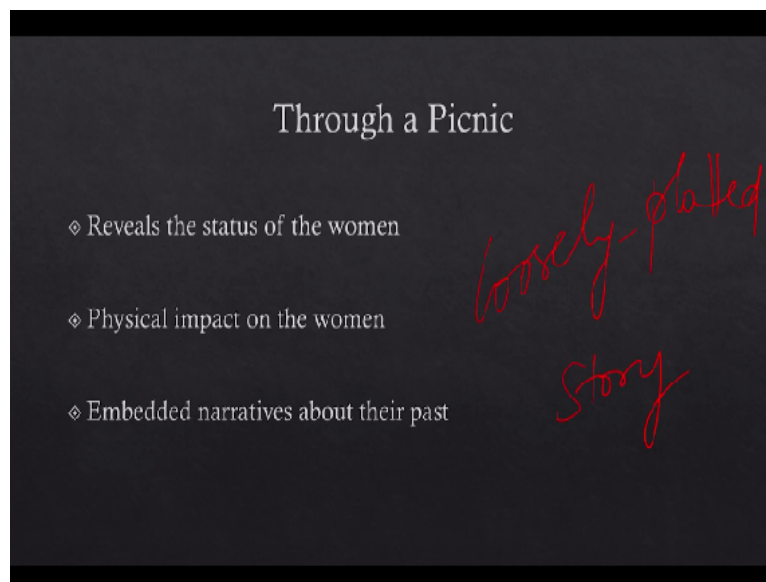 Through a Picnic
Reveals the status of the women
Physical impact on the women
Embedded narratives about their past
loosely-plotted
Story